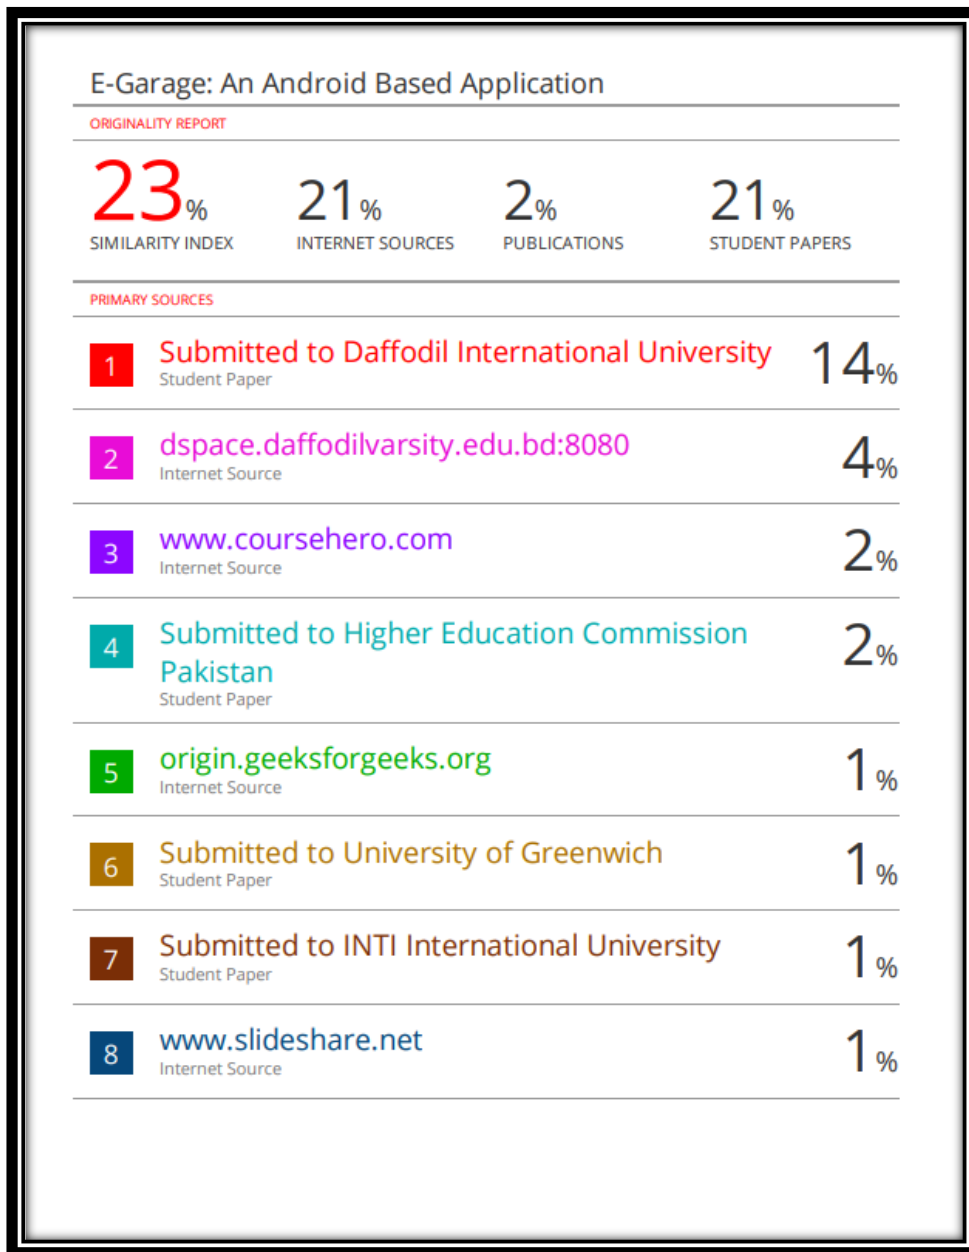 E-Garage: An Android Based Application
ORIGINALITY REPORT
23% 21% 2% 21%
SIMILARITY INDEX INTERNET SOURCES PUBLICATIONS STUDENT PAPERS
PRIMARY SOURCES
1 Submitted to Daffodil International University 14%
Student Paper
2 dspace.daffodilvarsity.edu.bd:8080 4%
Internet Source
3 www.coursehero.com 2%
Internet Source
4 Submitted to Higher Education Commission 2%
Pakistan
Student Paper
5 origin.geeksforgeeks.org 1%
Internet Source
6 Submitted to University of Greenwich 1%
Student Paper
7 Submitted to INTI International University 1%
Student Paper
8 www.slideshare.net 1%
Internet Source